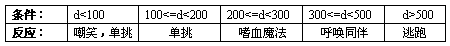 条件： d<100 100<=d<200 200<=d<300 300<=d<500 d>500
反应： 嘲笑,单挑 单挑 嗜血魔法 呼唤同伴 逃跑